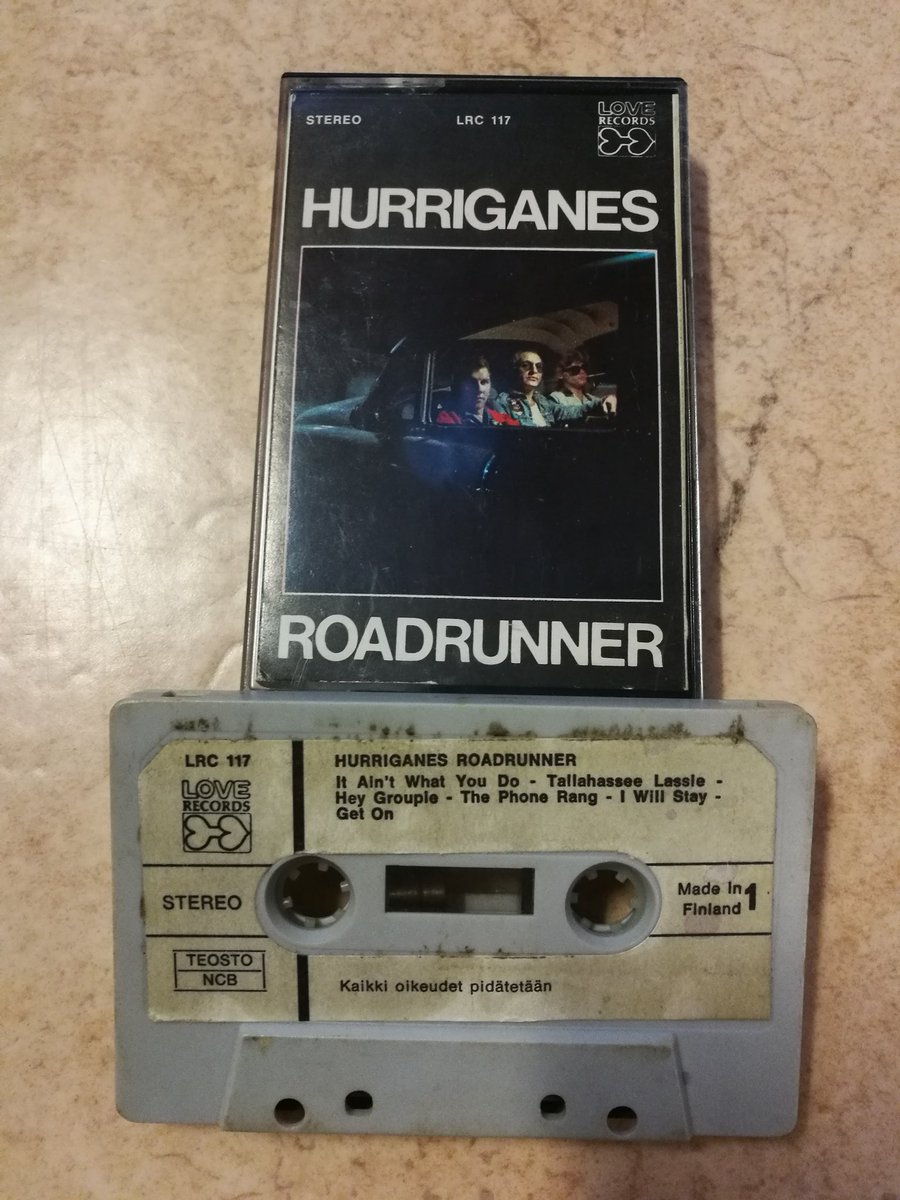 STEREO LRC 117 LOVE
RECORDS
HURRIGANES
ROADRUNNER
LRC 117
LOVE
RECORDS
STEREO
TEOSTO
NCB
HURRIGANES ROADRUNNER
It Ain't What You Do - Tallahassee Lassie -
Hey Groupie - The Phone Rang - I Will Stay -
Get On
Made In
Finland
1
Kaikki oikeudet pidätetään